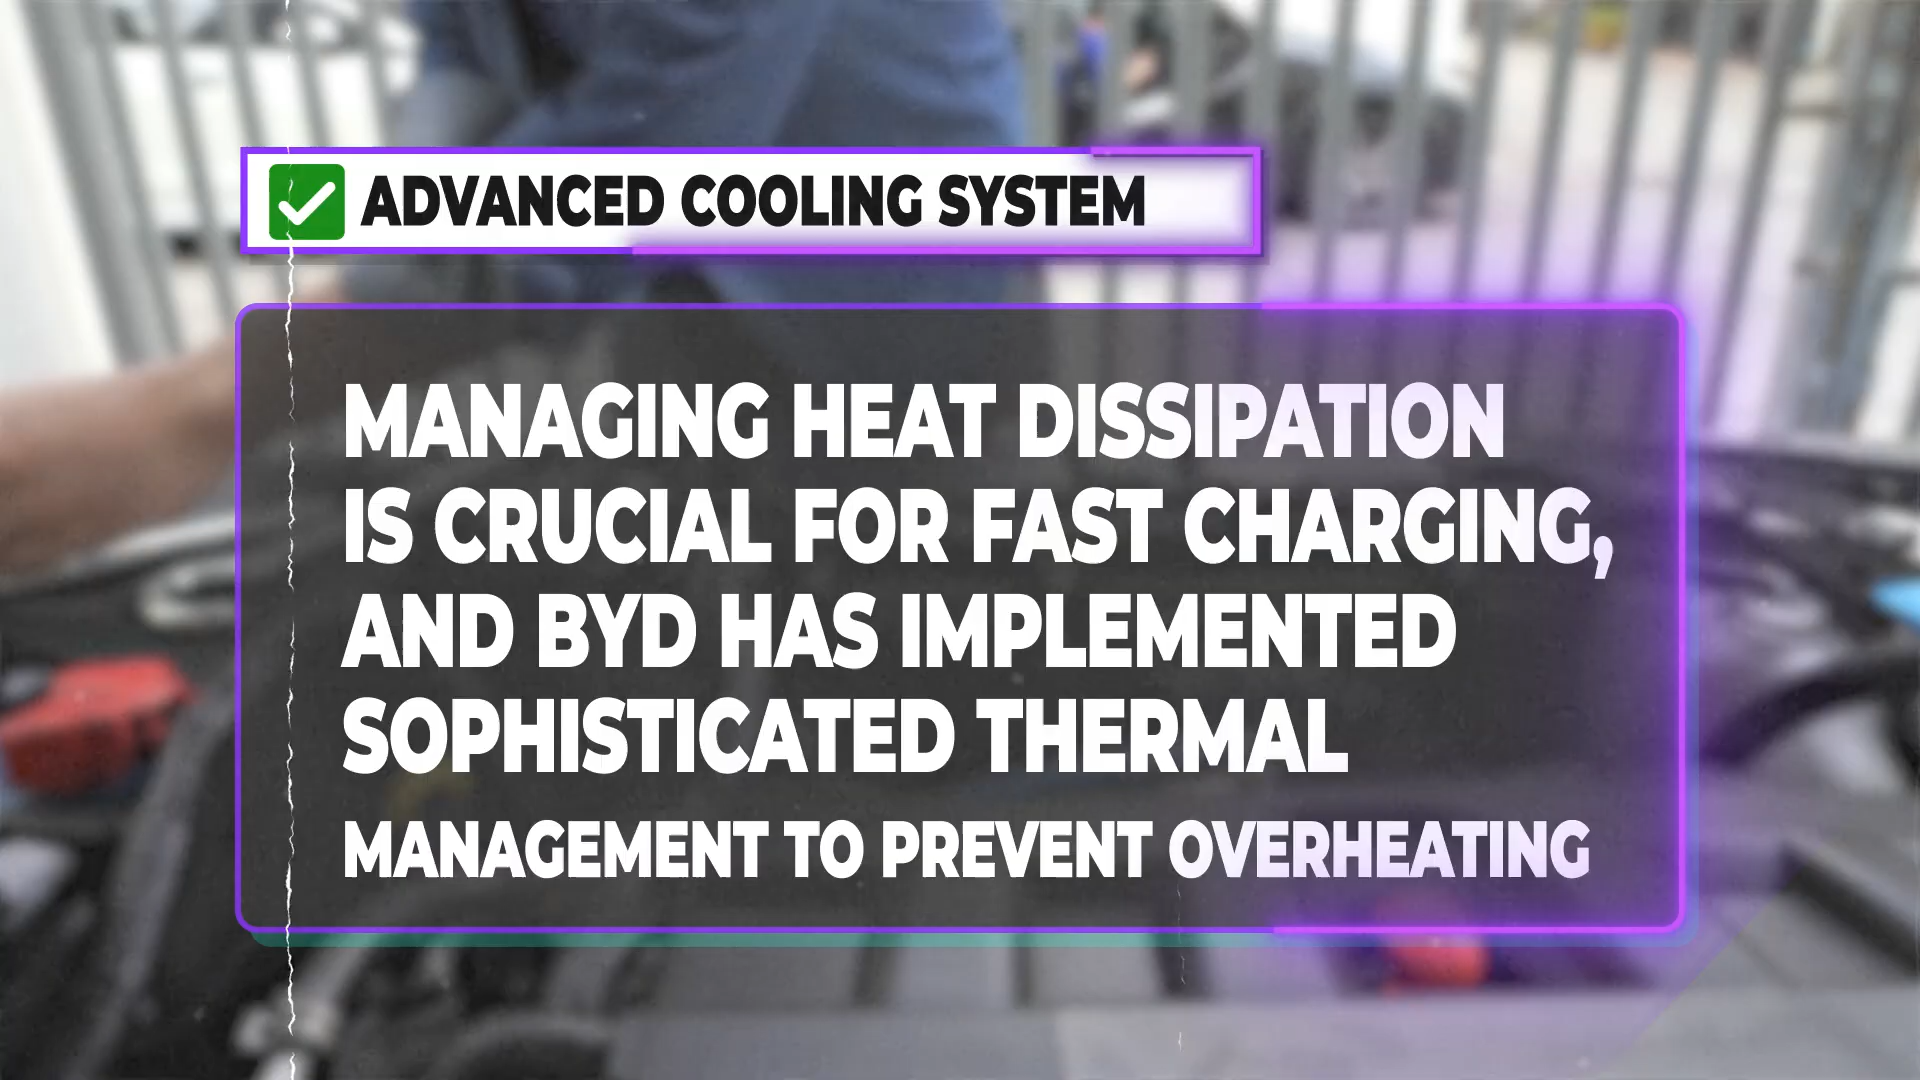 ADVANCED COOLING SYSTEM
MANAGING HEAT DISSIPATION
IS CRUCIAL FOR FAST CHARGING,
AND BYD HAS IMPLEMENTED
SOPHISTICATED THERMAL
MANAGEMENT TO PREVENT OVERHEATING